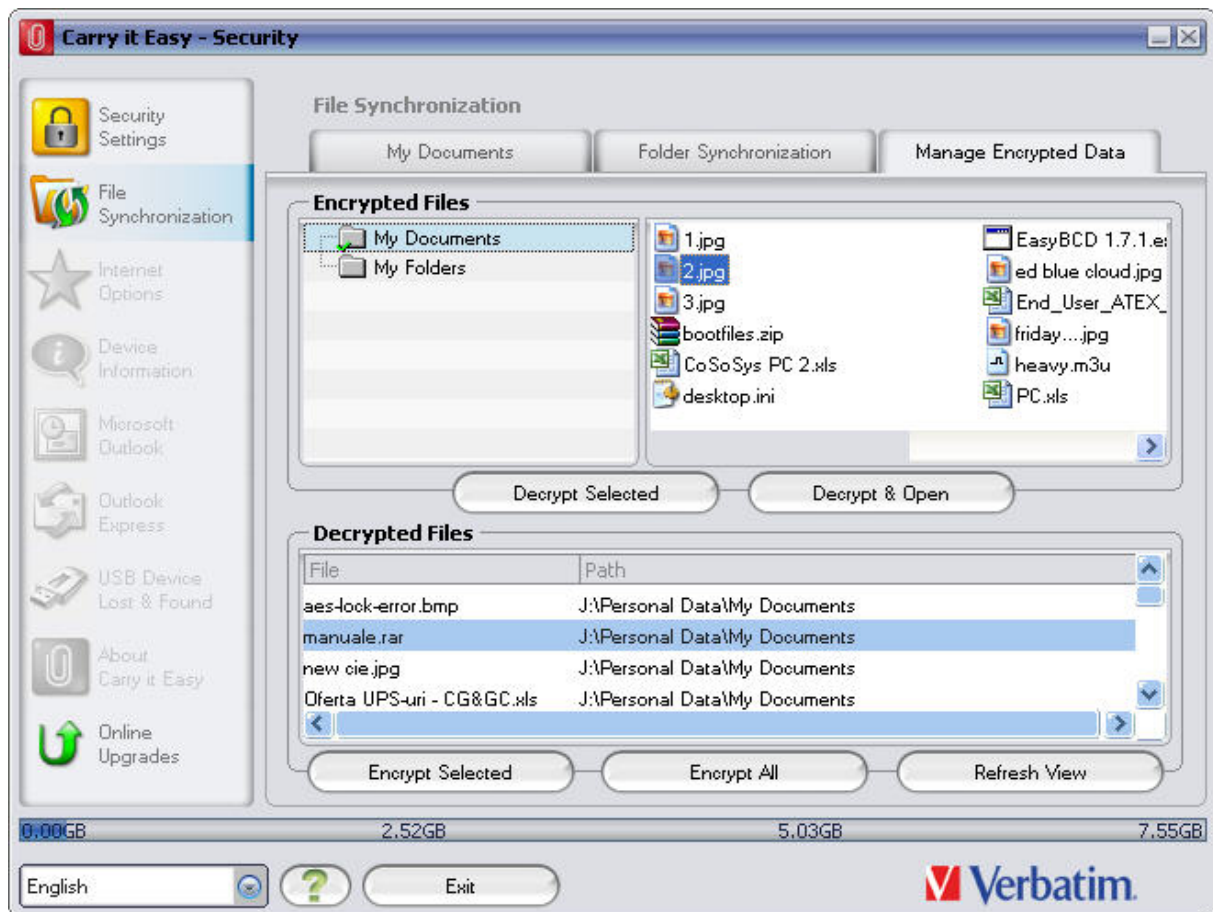 Carry it Easy - Security
Security
Settings
File
Synchronization
Internet
Options
Device
Information
Microsoft
Outlook
Outlook
Express
USB Device
Lost & Found
About
Carry it Easy
Online
Upgrades
File Synchronization
My Documents
Folder Synchronization
Manage Encrypted Data
Encrypted Files
My Documents
My Folders
1.jpg
2.jpg
3.jpg
bootfiles.zip
CoSoSys PC 2.xls
desktop.ini
EasyBCD 1.7.1.e
ed blue cloud.jpg
End_User_ATEX_
friday....jpg
heavy.m3u
PC.xls
Decrypt Selected
Decrypt & Open
Decrypted Files
File Path
aes-lock-error.bmp J:\Personal Data\My Documents
manuale.rar J:\Personal Data\My Documents
new cie.jpg J:\Personal Data\My Documents
Oferta UPS-uri - CG&GC.xls J:\Personal Data\My Documents
Encrypt Selected
Encrypt All
Refresh View
0.00GB 2.52GB 5.03GB 7.55GB
English
?
Exit
Verbatim.